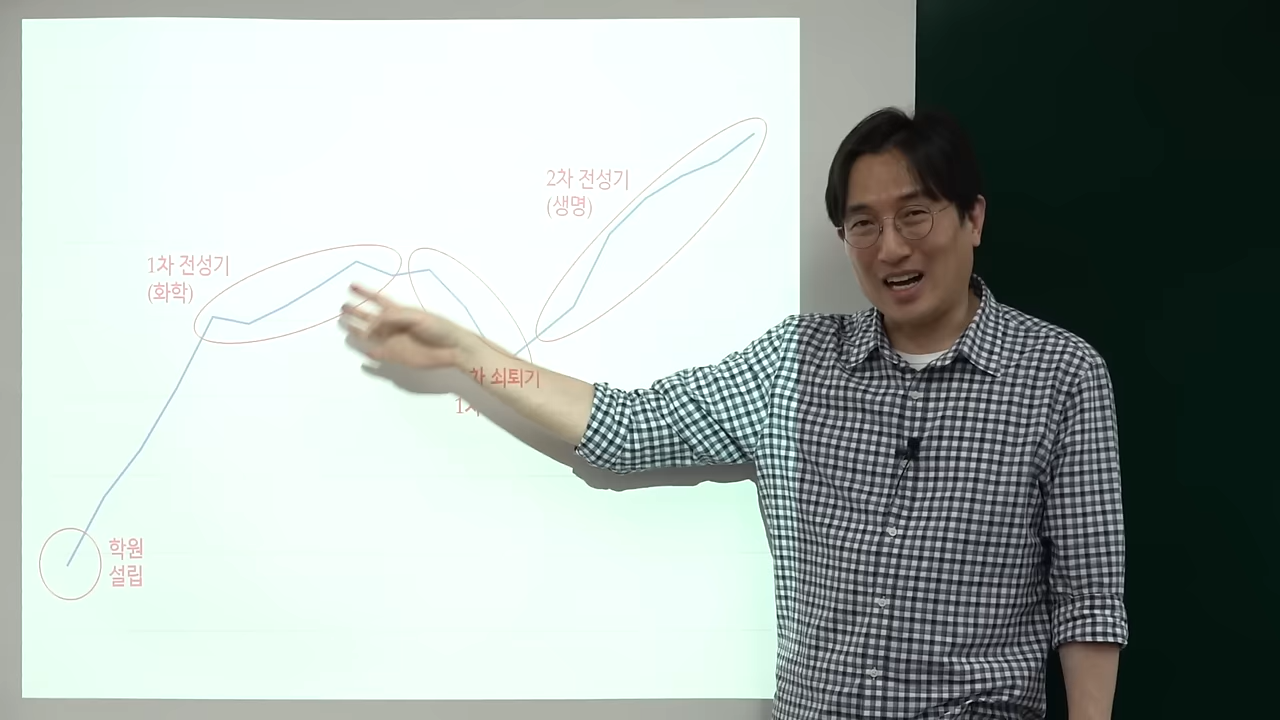 2차 전성기
(생명)
1차 전성기
(화학)
차 쇠퇴기
학원
설립